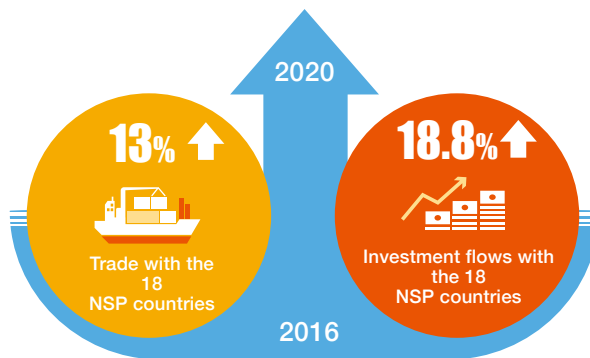 2020
13%
Trade with the
18
NSP countries
18.8%
Investment flows with
the 18
NSP countries
2016